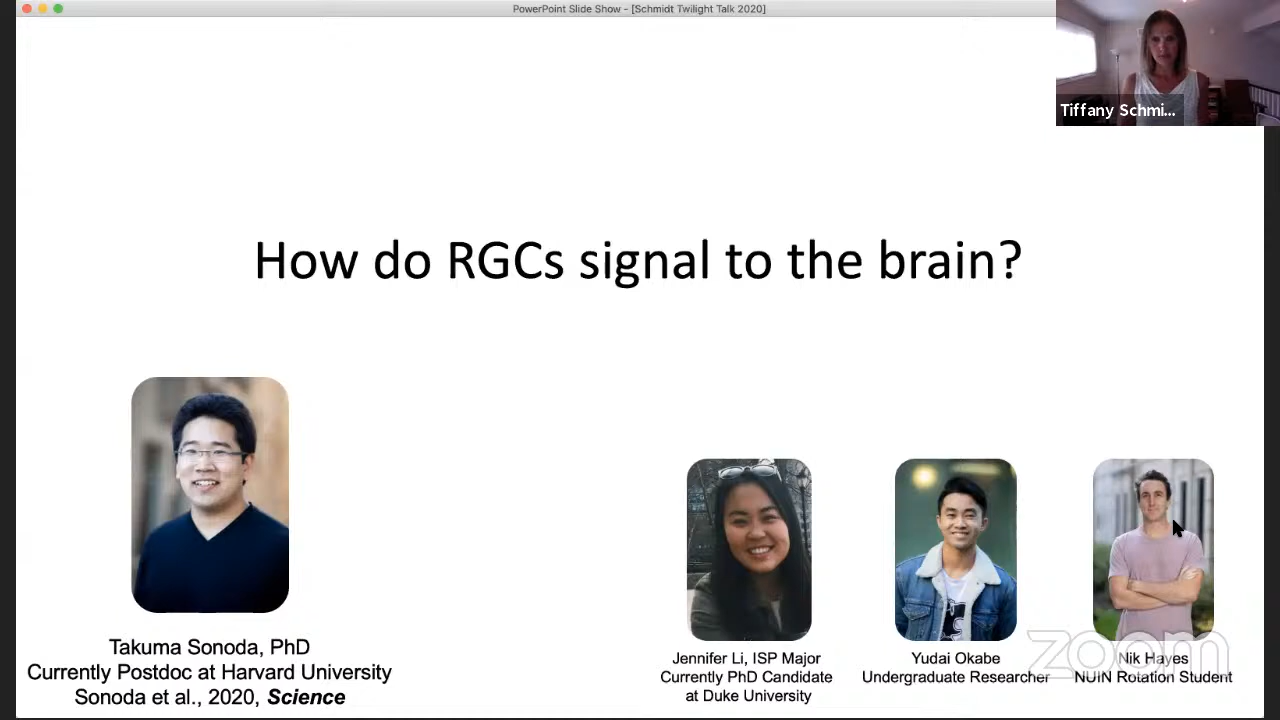 PowerPoint Slide Show - [Schmidt Twilight Talk 2020]
Tiffany Schmi...
How do RGCs signal to the brain?
Takuma Sonoda, PhD
Currently Postdoc at Harvard University
Sonoda et al., 2020, Science
Jennifer Li, ISP Major
Currently PhD Candidate
at Duke University
Yudai Okabe
Undergraduate Researcher
Nik Hayes
NUIN Rotation Student
zoom